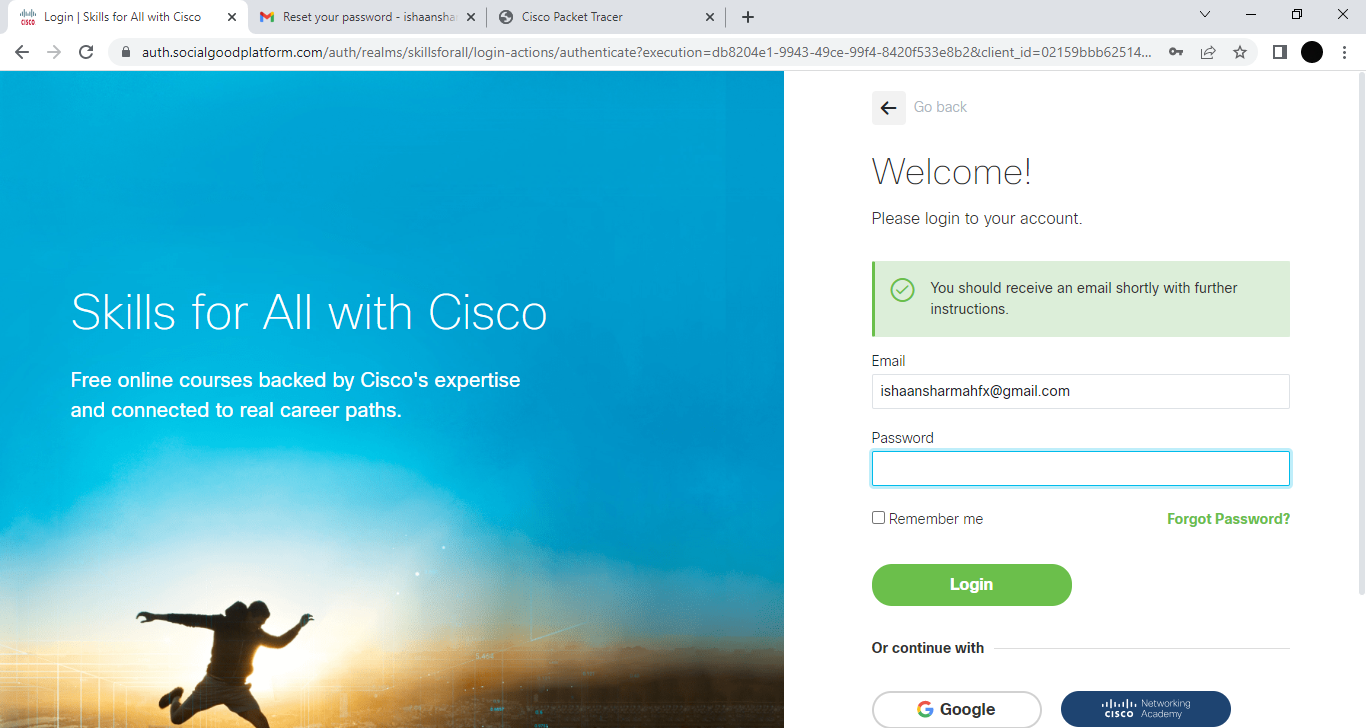 Login | Skills for All with Cisco
Reset your password - ishaansha
Cisco Packet Tracer
auth.socialgoodplatform.com/auth/realms/skillsforall/login-actions/authenticate?execution=db8204e1-9943-49ce-99f4-8420f533e8b2&client_id=02159bbb62514...
Go back
Welcome!
Please login to your account.
You should receive an email shortly with further
instructions.
Skills for All with Cisco
Free online courses backed by Cisco's expertise
and connected to real career paths.
Email
ishaansharmahfx@gmail.com
Password
Remember me
Forgot Password?
Login
Or continue with
Google
CISCO Networking Academy